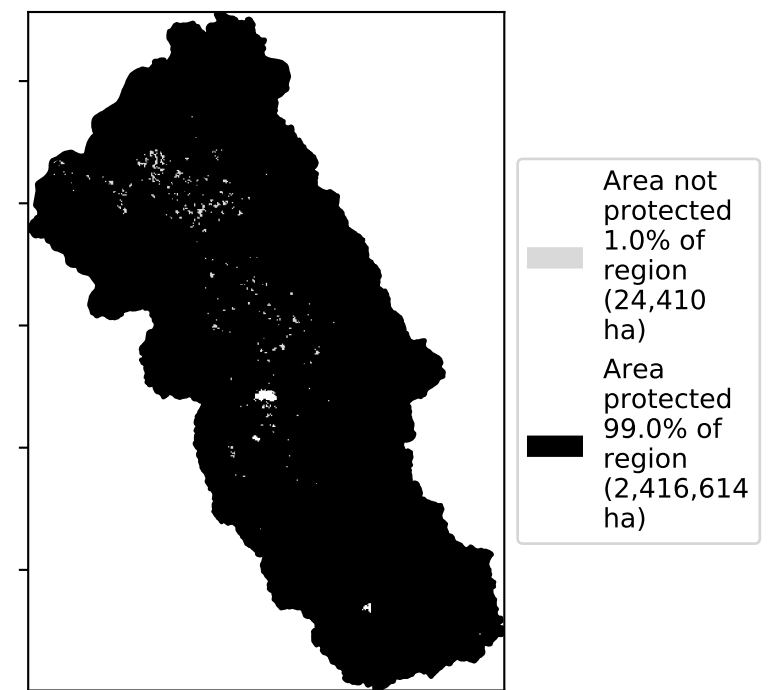 Area not
protected
1.0% of
region
(24,410
ha)
Area
protected
99.0% of
region
(2,416,614
ha)